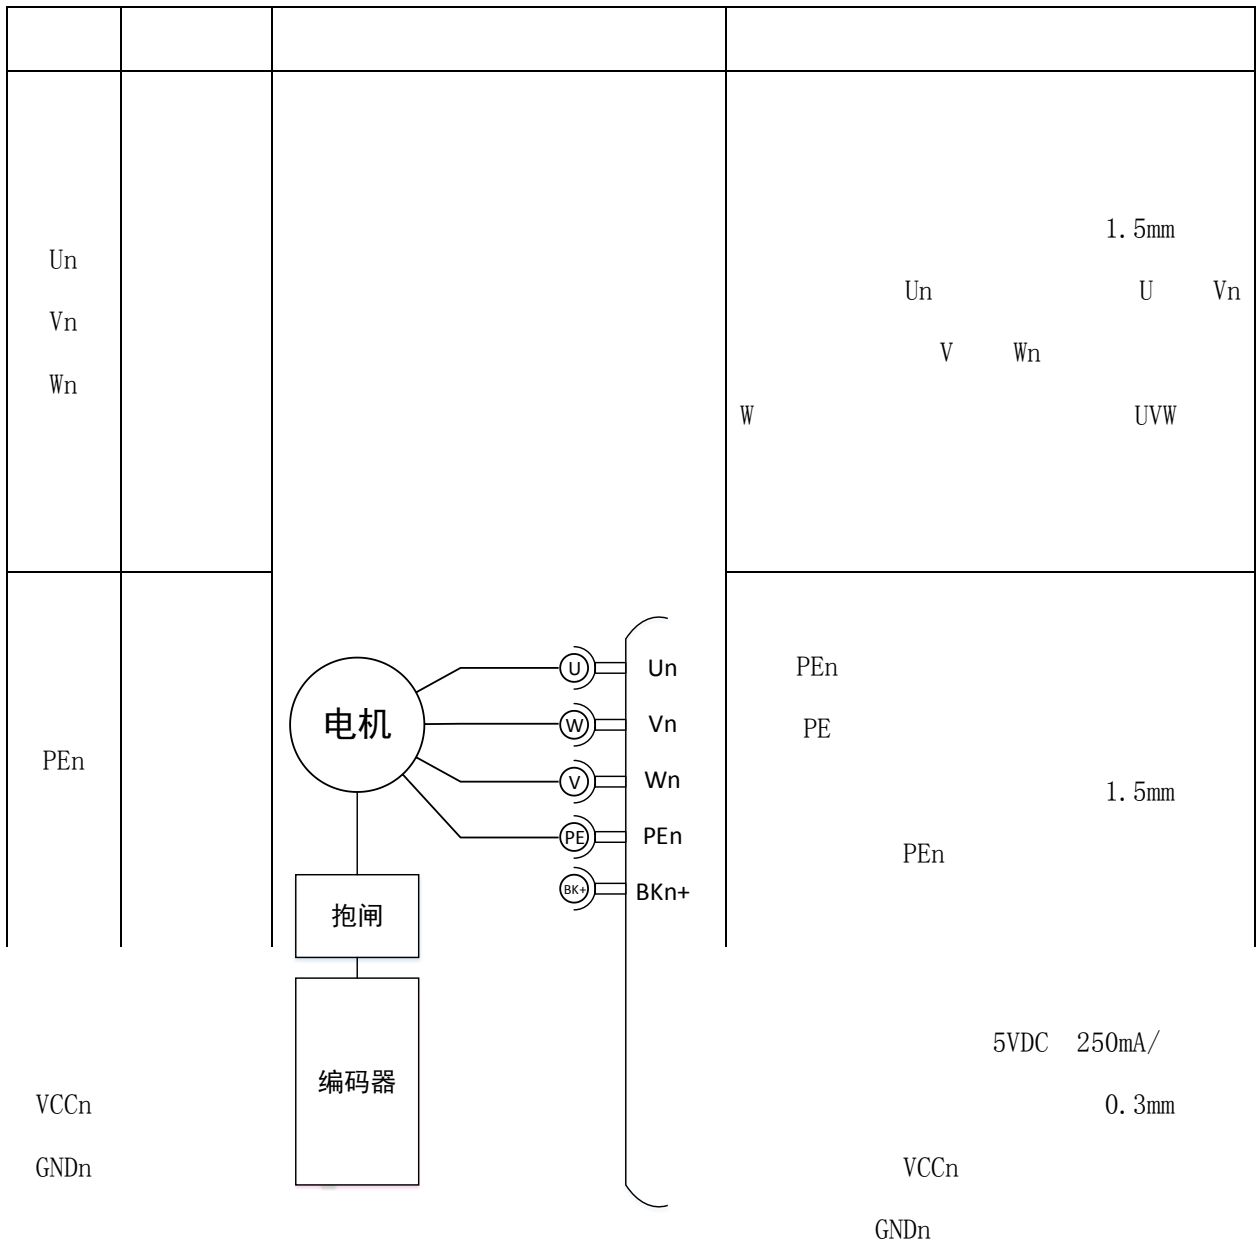 Un
Vn
Wn
1.5mm
Un U Vn
V Wn
W UVW
PEn
电机
抱闸
编码器
U Un
W Vn
V Wn
PE PEn
BK+ BKn+
PEn
PE
1.5mm
PEn
VCCn
GNDn
5VDC 250mA/
0.3mm
VCCn
GNDn